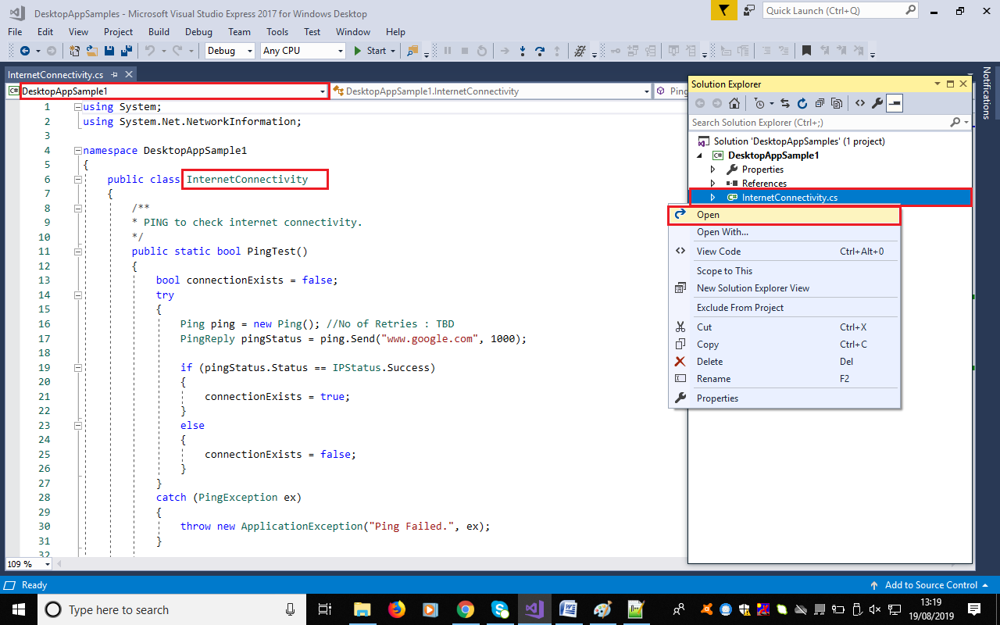 DesktopAppSamples - Microsoft Visual Studio Express 2017 for Windows Desktop
Quick Launch (Ctrl+Q)
File Edit View Project Build Debug Team Tools Test Window Help
Debug Any CPU Start
InternetConnectivity.cs
C# DesktopAppSample1 DesktopAppSample1.InternetConnectivity Ping
1 using System;
2 using System.Net.NetworkInformation;
3
4 namespace DesktopAppSample1
5 {
6 public class InternetConnectivity
7 {
8 /**
9 * PING to check internet connectivity.
10 */
11 public static bool PingTest()
12 {
13 bool connectionExists = false;
14 try
15 {
16 Ping ping = new Ping(); //No of Retries : TBD
17 PingReply pingStatus = ping.Send("www.google.com", 1000);
18
19 if (pingStatus.Status == IPStatus.Success)
20 {
21 connectionExists = true;
22 }
23 else
24 {
25 connectionExists = false;
26 }
27 }
28 catch (PingException ex)
29 {
30 throw new ApplicationException("Ping Failed.", ex);
31 }
32
109 %
Solution Explorer
Search Solution Explorer (Ctrl+;)
Solution 'DesktopAppSamples' (1 project)
C# DesktopAppSample1
Properties
References
C# InternetConnectivity.cs
Open
Open With...
View Code Ctrl+Alt+0
Scope to This
New Solution Explorer View
Exclude From Project
Cut Ctrl+X
Copy Ctrl+C
Delete Del
Rename F2
Properties
Notifications
Ready
Add to Source Control
Type here to search
13:19
19/08/2019